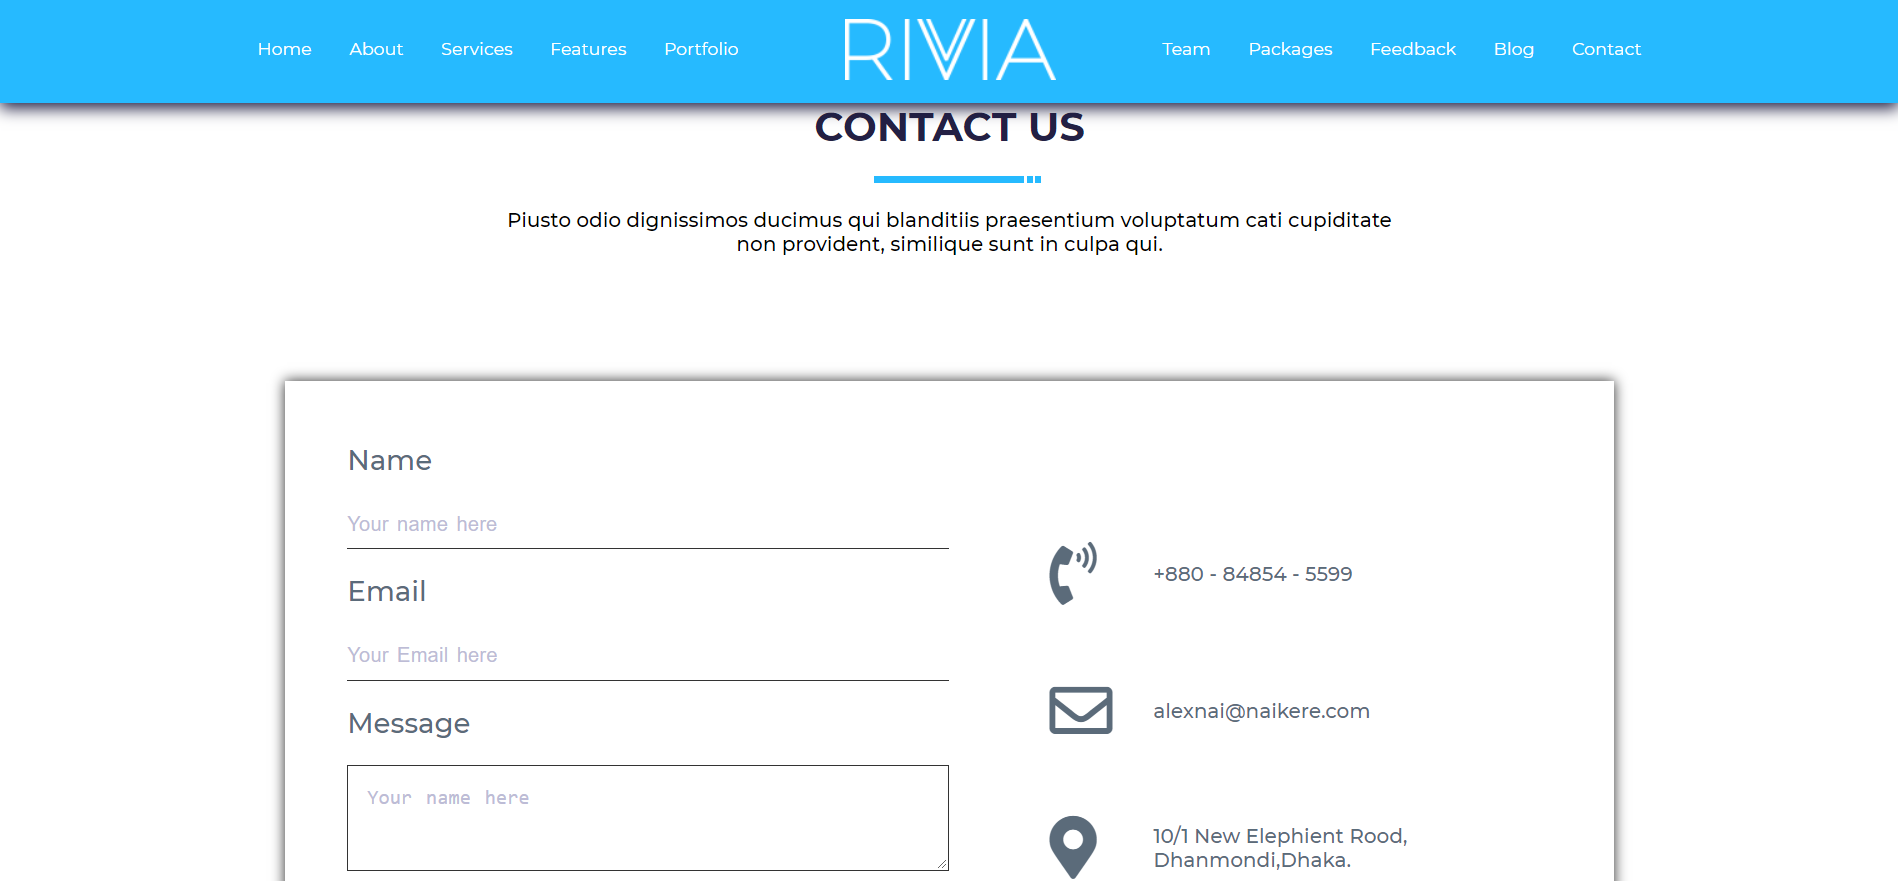 Home About Services Features Portfolio RIVIA Team Packages Feedback Blog Contact
CONTACT US
Piusto odio dignissimos ducimus qui blanditiis praesentium voluptatum cati cupiditate
non provident, similique sunt in culpa qui.
Name
Your name here
Email
Your Email here
Message
Your name here
+880 - 84854 - 5599
alexnai@naikere.com
10/1 New Elephient Rood,
Dhanmondi,Dhaka.